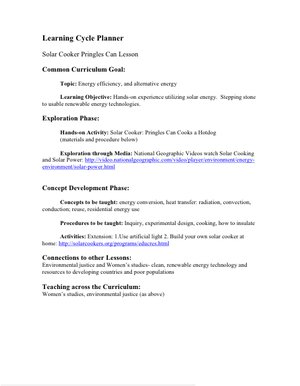 Learning Cycle Planner
Solar Cooker Pringles Can Lesson
Common Curriculum Goal:
Topic: Energy efficiency, and alternative energy
Learning Objective: Hands-on experience utilizing solar energy. Stepping stone
to usable renewable energy technologies.
Exploration Phase:
Hands-on Activity: Solar Cooker: Pringles Can Cooks a Hotdog
(materials and procedure below)
Exploration through Media: National Geographic Videos watch Solar Cooking
and Solar Power: http://video.nationalgeographic.com/video/player/environment/energy-
environment/solar-power.html
Concept Development Phase:
Concepts to be taught: energy conversion, heat transfer: radiation, convection,
conduction; reuse, residential energy use
Procedures to be taught: Inquiry, experimental design, cooking, how to insulate
Activities: Extension: 1.Use artificial light 2. Build your own solar cooker at
home: http://solarcookers.org/programs/educres.html
Connections to other Lessons:
Environmental justice and Women’s studies- clean, renewable energy technology and
resources to developing countries and poor populations
Teaching across the Curriculum:
Women’s studies, environmental justice (as above)